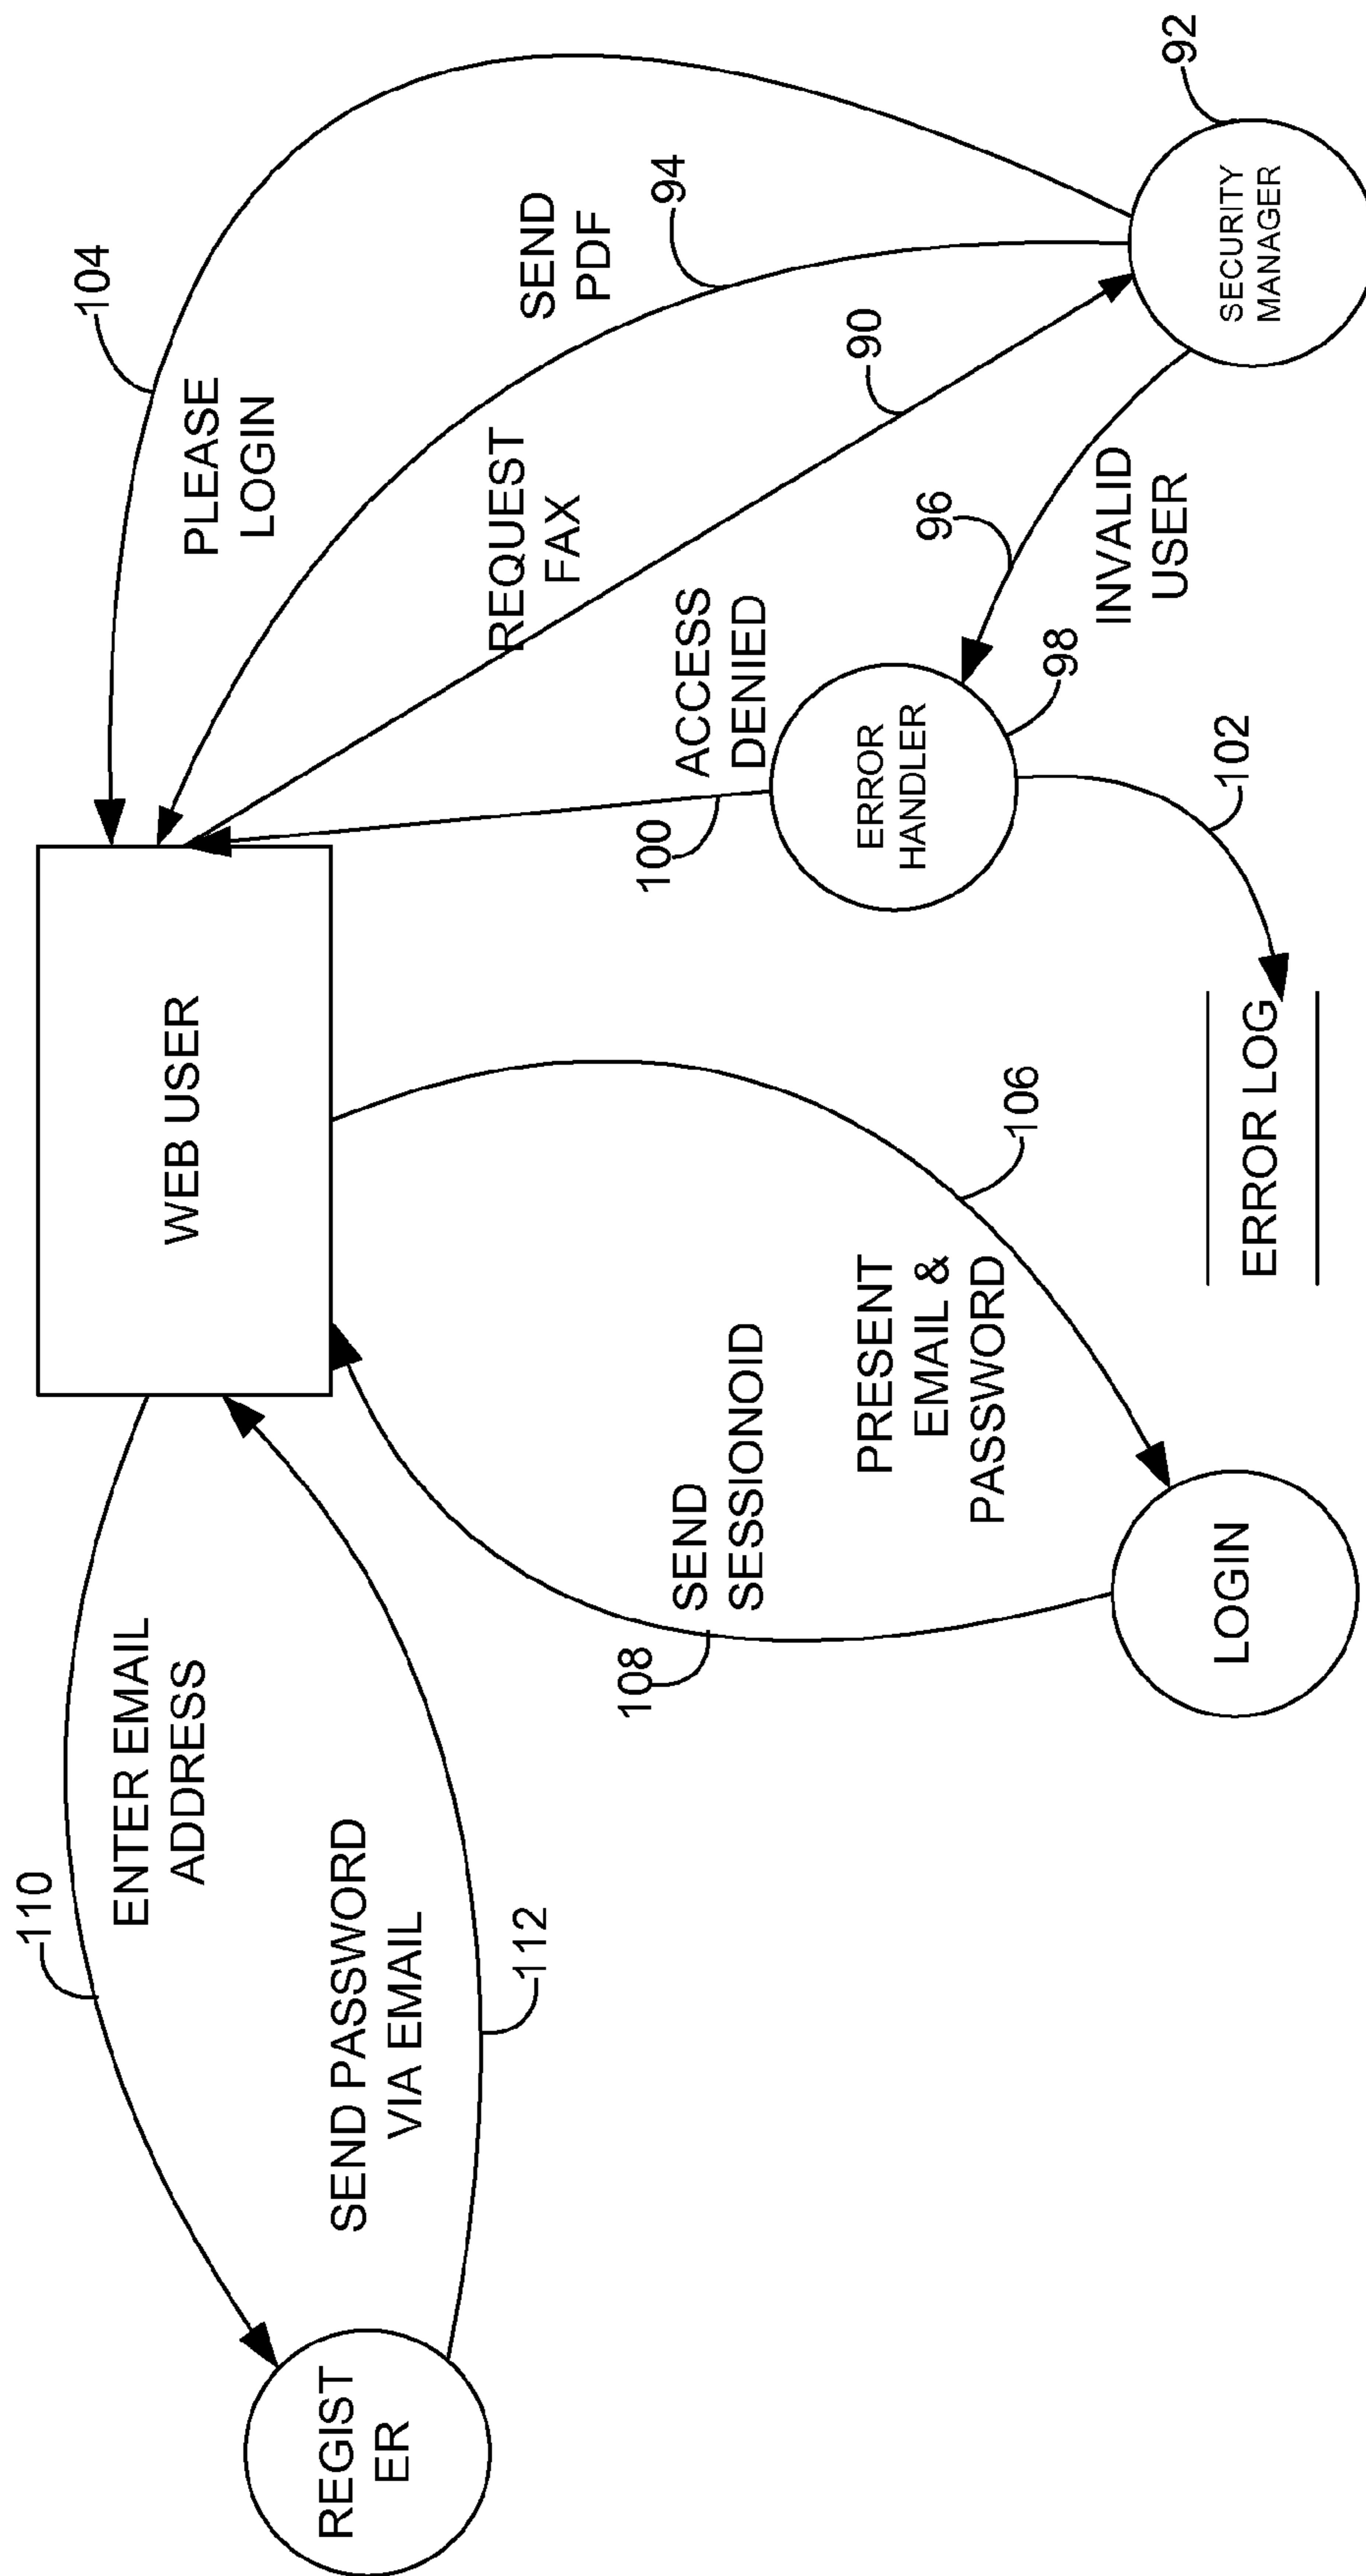 110
ENTER EMAIL
ADDRESS
SEND PASSWORD
VIA EMAIL
112
REGIST
ER
WEB USER
104
PLEASE
LOGIN
SEND
PDF
94
REQUEST
FAX
90
ACCESS
DENIED
100
96
INVALID
USER
SECURITY
MANAGER
92
ERROR
HANDLER
98
102
ERROR LOG
108
SEND
SESSIONOID
PRESENT
EMAIL &
PASSWORD
106
LOGIN